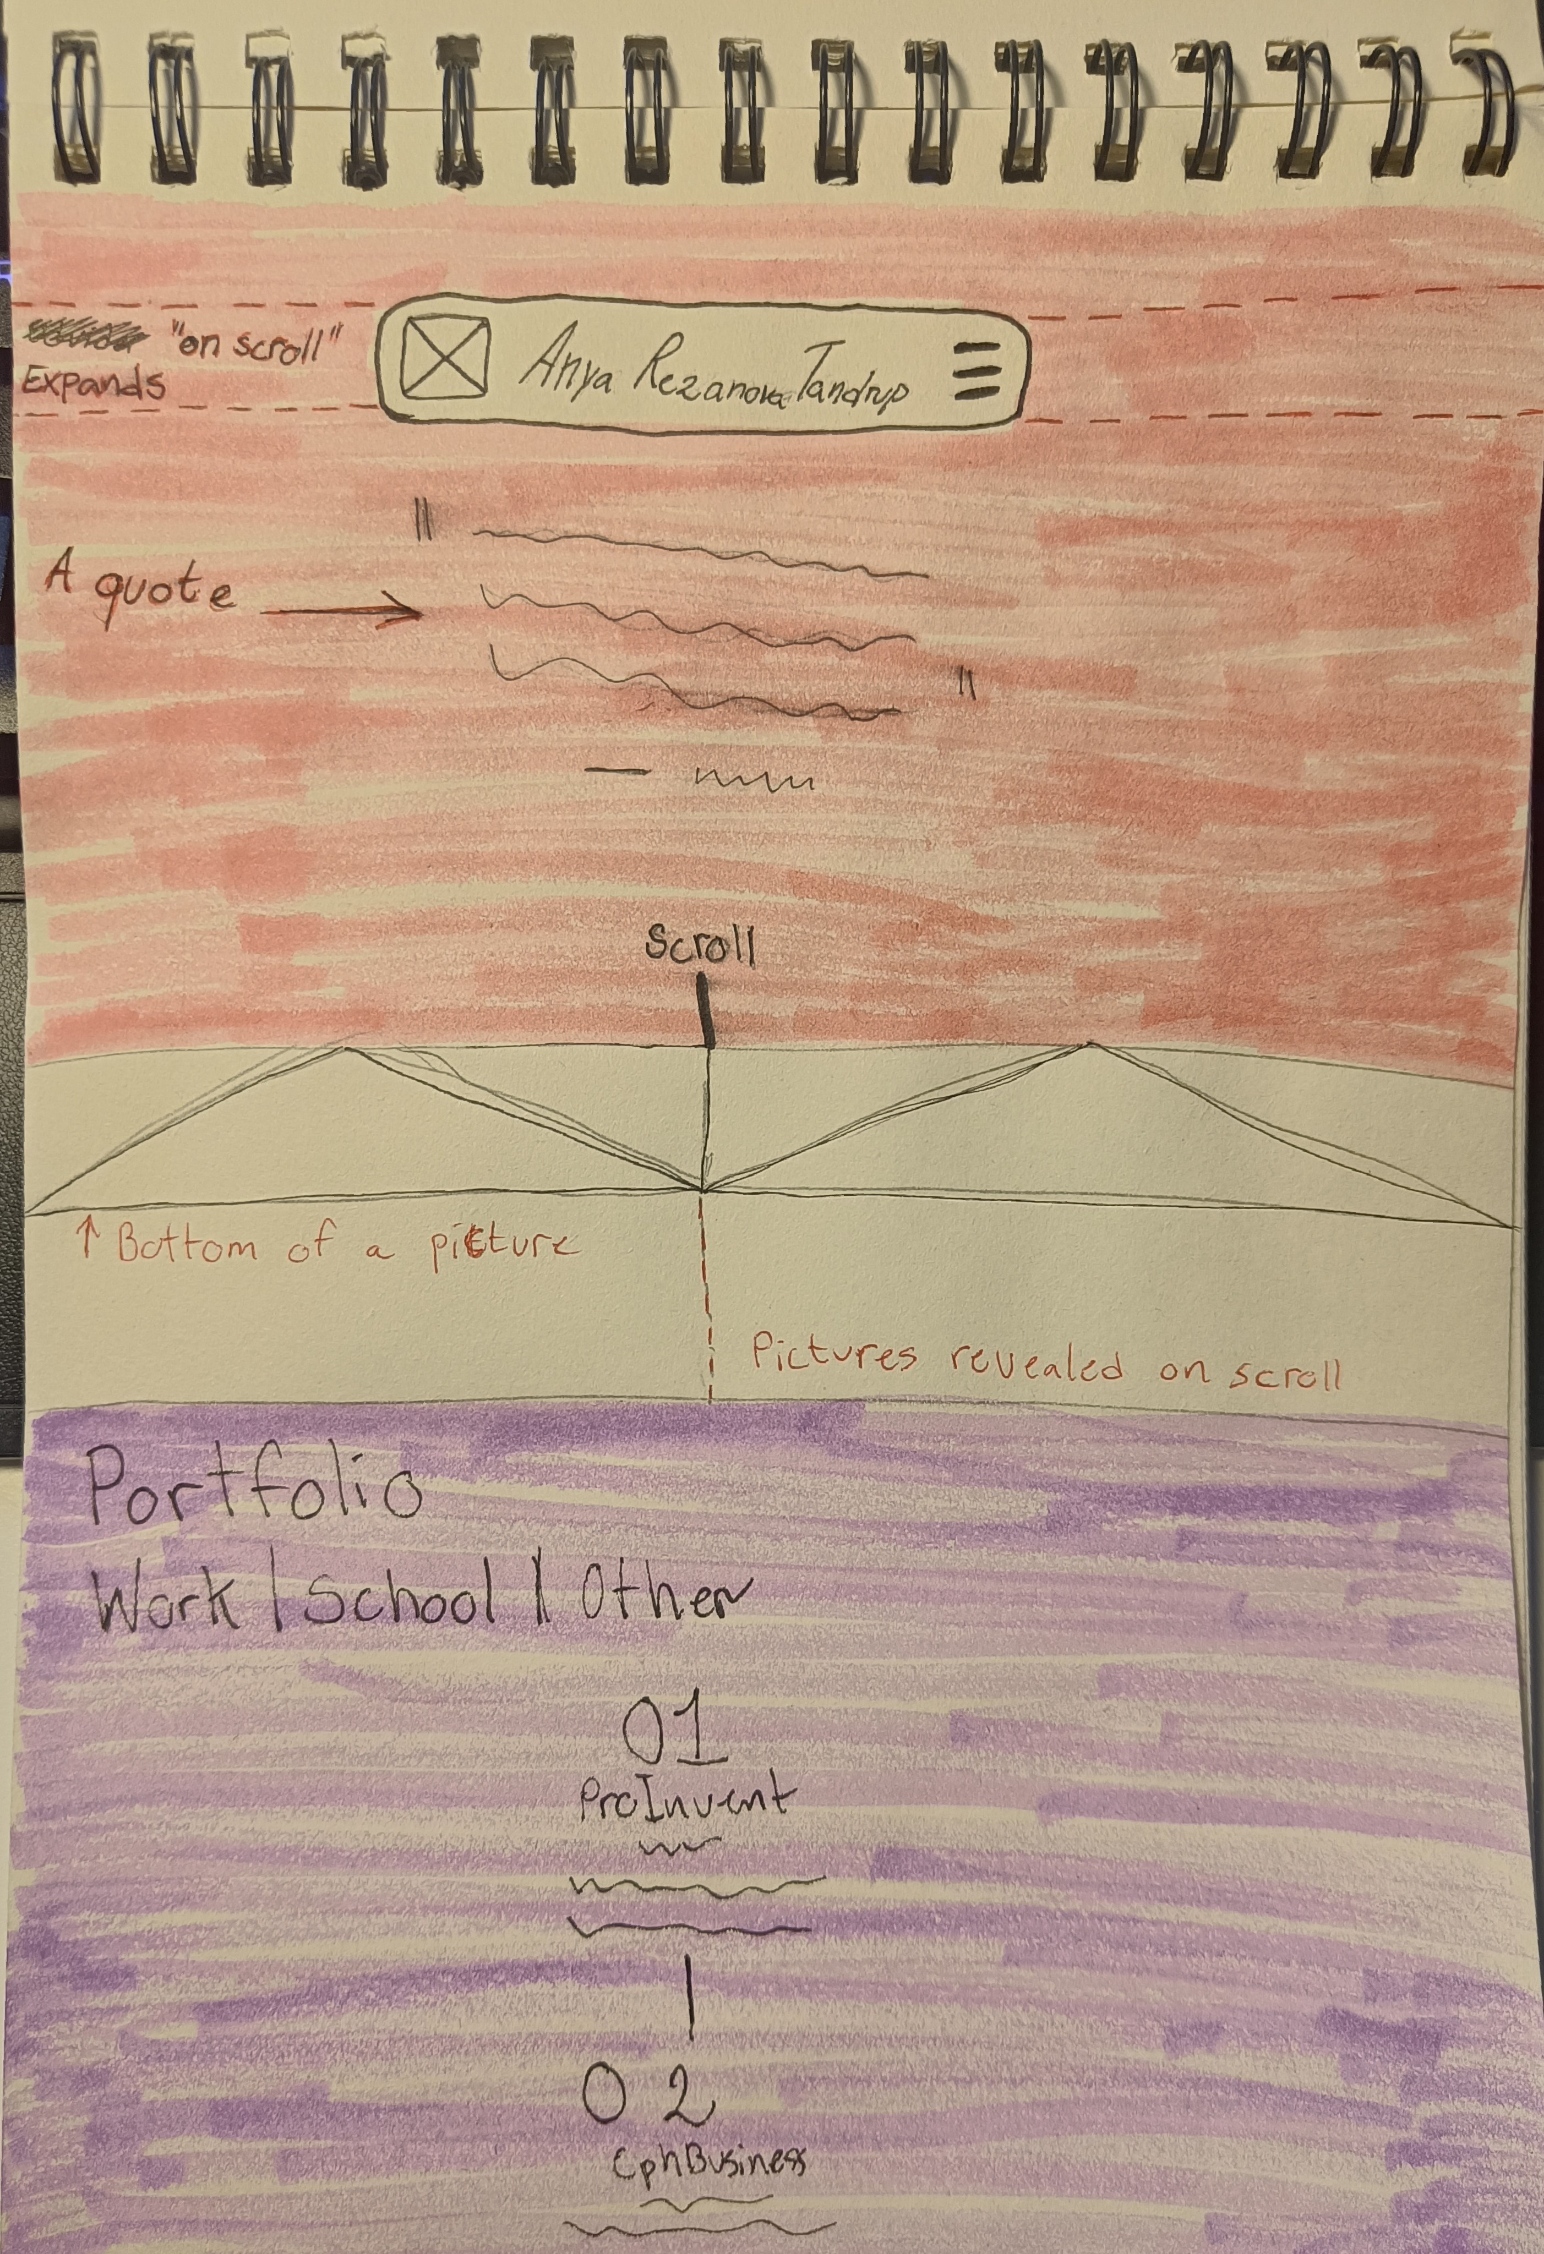 "on scroll"
Expands
Anya Rezanova Tandrup
A quote
"
"
Scroll
Bottom of a picture
Pictures revealed on scroll
Portfolio
Work | School | Other
01
ProInvent
02
CphBusiness